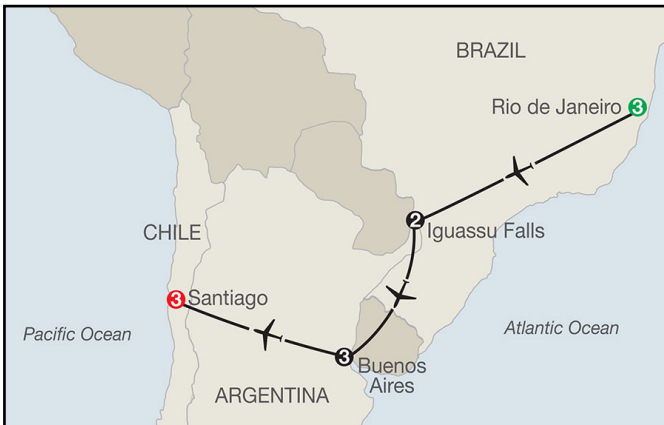 BRAZIL
Rio de Janeiro 3
2
Iguassu Falls
CHILE
3 Santiago
Pacific Ocean
Atlantic Ocean
3
Buenos
Aires
ARGENTINA